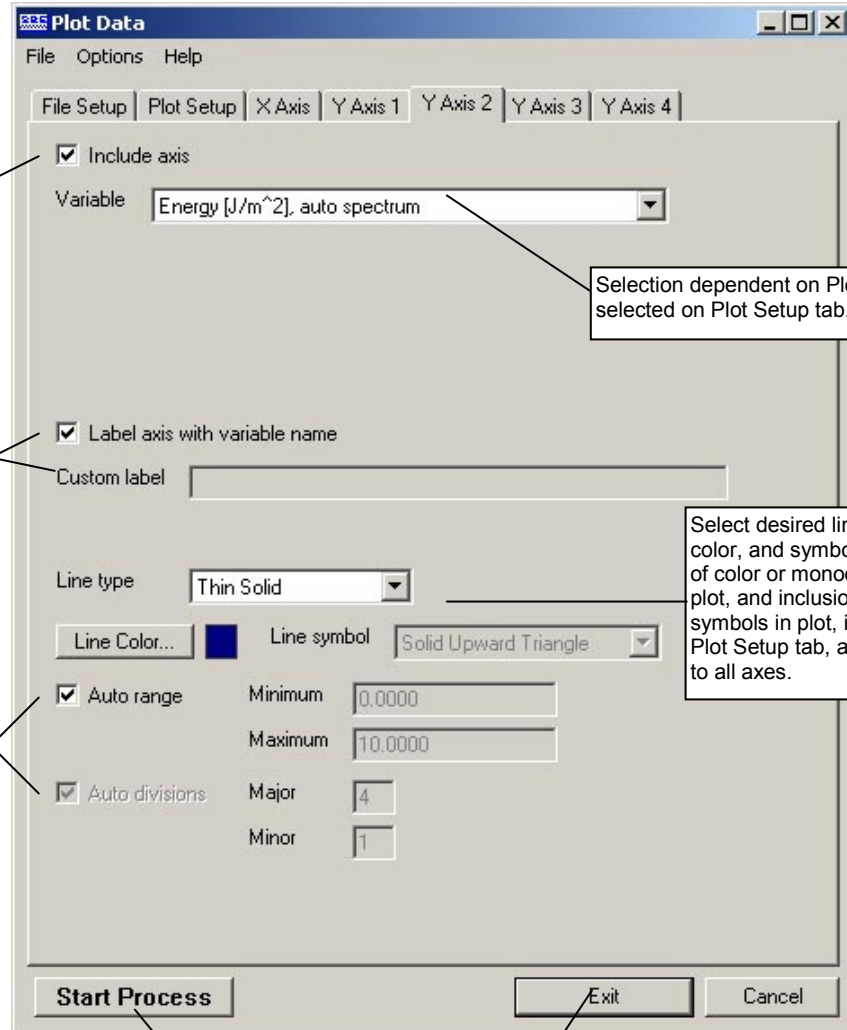 Plot Data
File Options Help
File Setup Plot Setup X Axis Y Axis 1 Y Axis 2 Y Axis 3 Y Axis 4
Include axis
Variable Energy [J/m^2], auto spectrum
Selection dependent on
selected on Plot Setup tab.
Label axis with variable name
Custom label
Select desired
color, and
of color or
plot, and
symbols in plot,
Plot Setup tab,
to all axes.
Line type Thin Solid
Line Color... Line symbol Solid Upward Triangle
Auto range Minimum 0.0000
Maximum 10.0000
Auto divisions Major 4
Minor 1
Start Process Exit Cancel